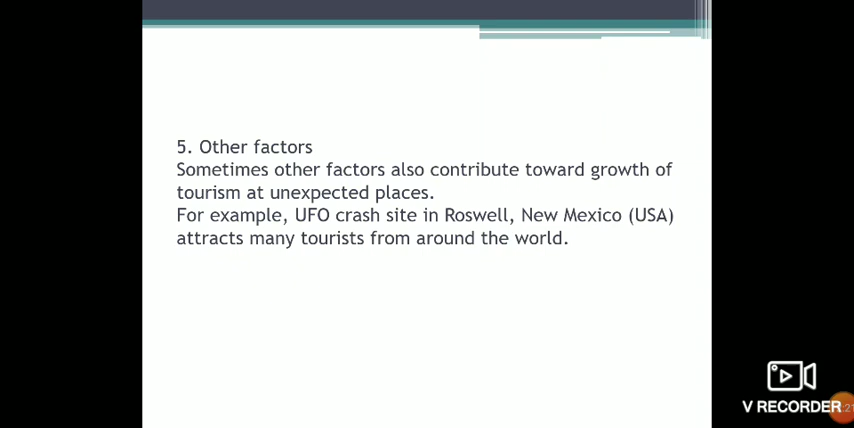 5. Other factors
Sometimes other factors also contribute toward growth of
tourism at unexpected places.
For example, UFO crash site in Roswell, New Mexico (USA)
attracts many tourists from around the world.
V RECORDER